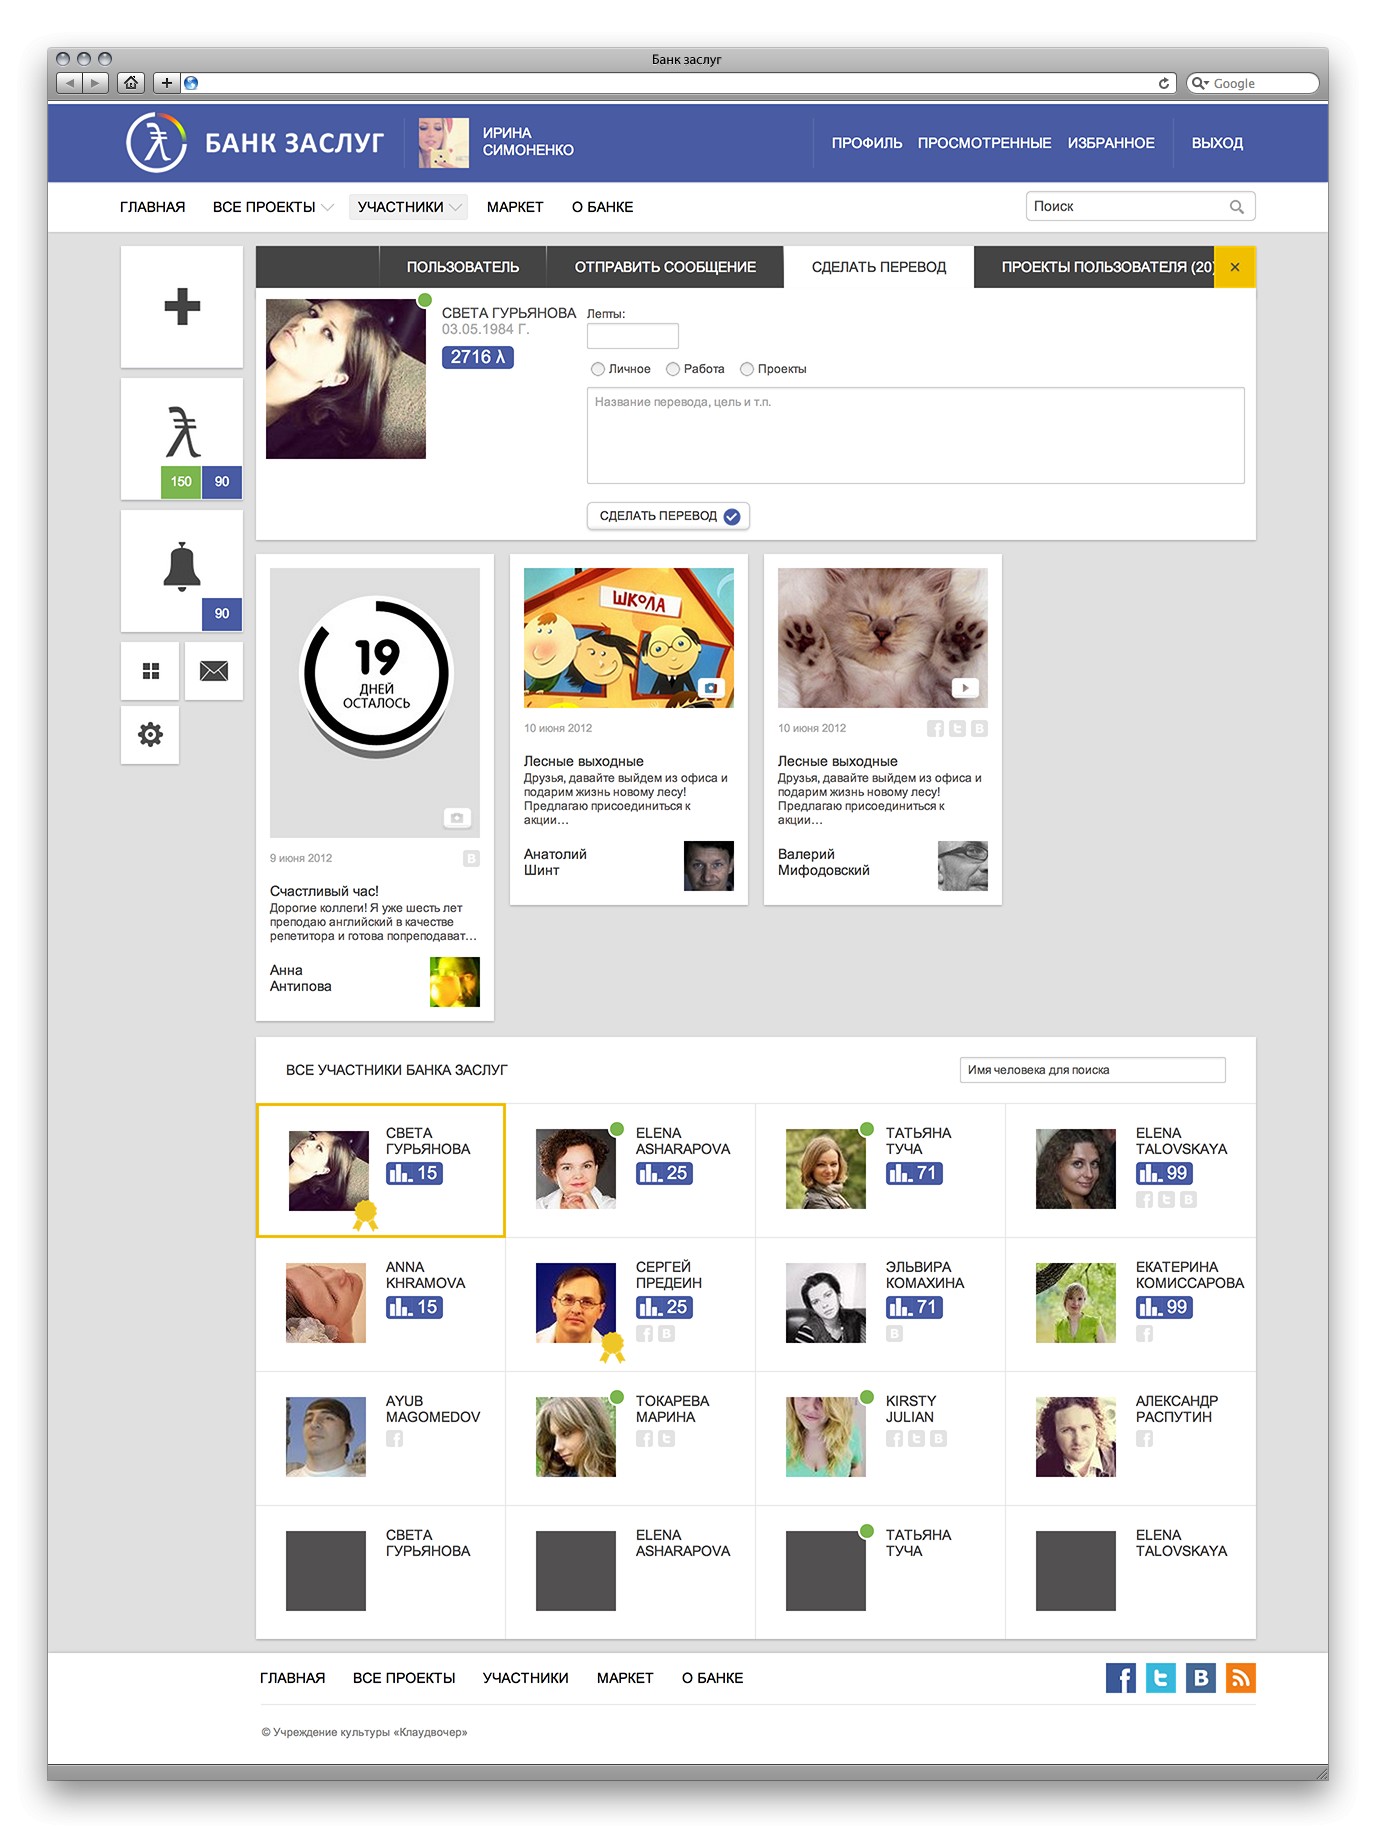 Банк заслуг
Google
БАНК ЗАСЛУГ
ИРИНА
СИМОНЕНКО
ПРОФИЛЬ ПРОСМОТРЕННЫЕ ИЗБРАННОЕ ВЫХОД
ГЛАВНАЯ ВСЕ ПРОЕКТЫ УЧАСТНИКИ МАРКЕТ О БАНКЕ
Поиск
ПОЛЬЗОВАТЕЛЬ ОТПРАВИТЬ СООБЩЕНИЕ СДЕЛАТЬ ПЕРЕВОД ПРОЕКТЫ ПОЛЬЗОВАТЕЛЯ (20)
150 90
90
СВЕТА ГУРЬЯНОВА
03.05.1984 Г.
2716 λ
Лепты:
Личное Работа Проекты
Название перевода, цель и т.п.
СДЕЛАТЬ ПЕРЕВОД
19
ДНЕЙ
ОСТАЛОСЬ
9 июня 2012
Счастливый час!
Дорогие коллеги! Я уже шесть лет
преподаю английский в качестве
репетитора и готова попреподават...
Анна
Антипова
ШКОЛА
10 июня 2012
Лесные выходные
Друзья, давайте выйдем из офиса и
подарим жизнь новому лесу!
Предлагаю присоединиться к
акции...
Анатолий
Шинт
10 июня 2012
Лесные выходные
Друзья, давайте выйдем из офиса и
подарим жизнь новому лесу!
Предлагаю присоединиться к
акции...
Валерий
Мифодовский
ВСЕ УЧАСТНИКИ БАНКА ЗАСЛУГ
Имя человека для поиска
СВЕТА
ГУРЬЯНОВА
15
ELENA
ASHARAPOVA
25
ТАТЬЯНА
ТУЧА
71
ELENA
TALOVSKAYA
99
ANNA
KHRAMOVA
15
СЕРГЕЙ
ПРЕДЕИН
25
ЭЛЬВИРА
КОМАХИНА
71
ЕКАТЕРИНА
КОМИССАРОВА
99
AYUB
MAGOMEDOV
ТОКАРЕВА
МАРИНА
KIRSTY
JULIAN
АЛЕКСАНДР
РАСПУТИН
СВЕТА
ГУРЬЯНОВА
ELENA
ASHARAPOVA
ТАТЬЯНА
ТУЧА
ELENA
TALOVSKAYA
ГЛАВНАЯ ВСЕ ПРОЕКТЫ УЧАСТНИКИ МАРКЕТ О БАНКЕ
© Учреждение культуры «Клаудвочер»